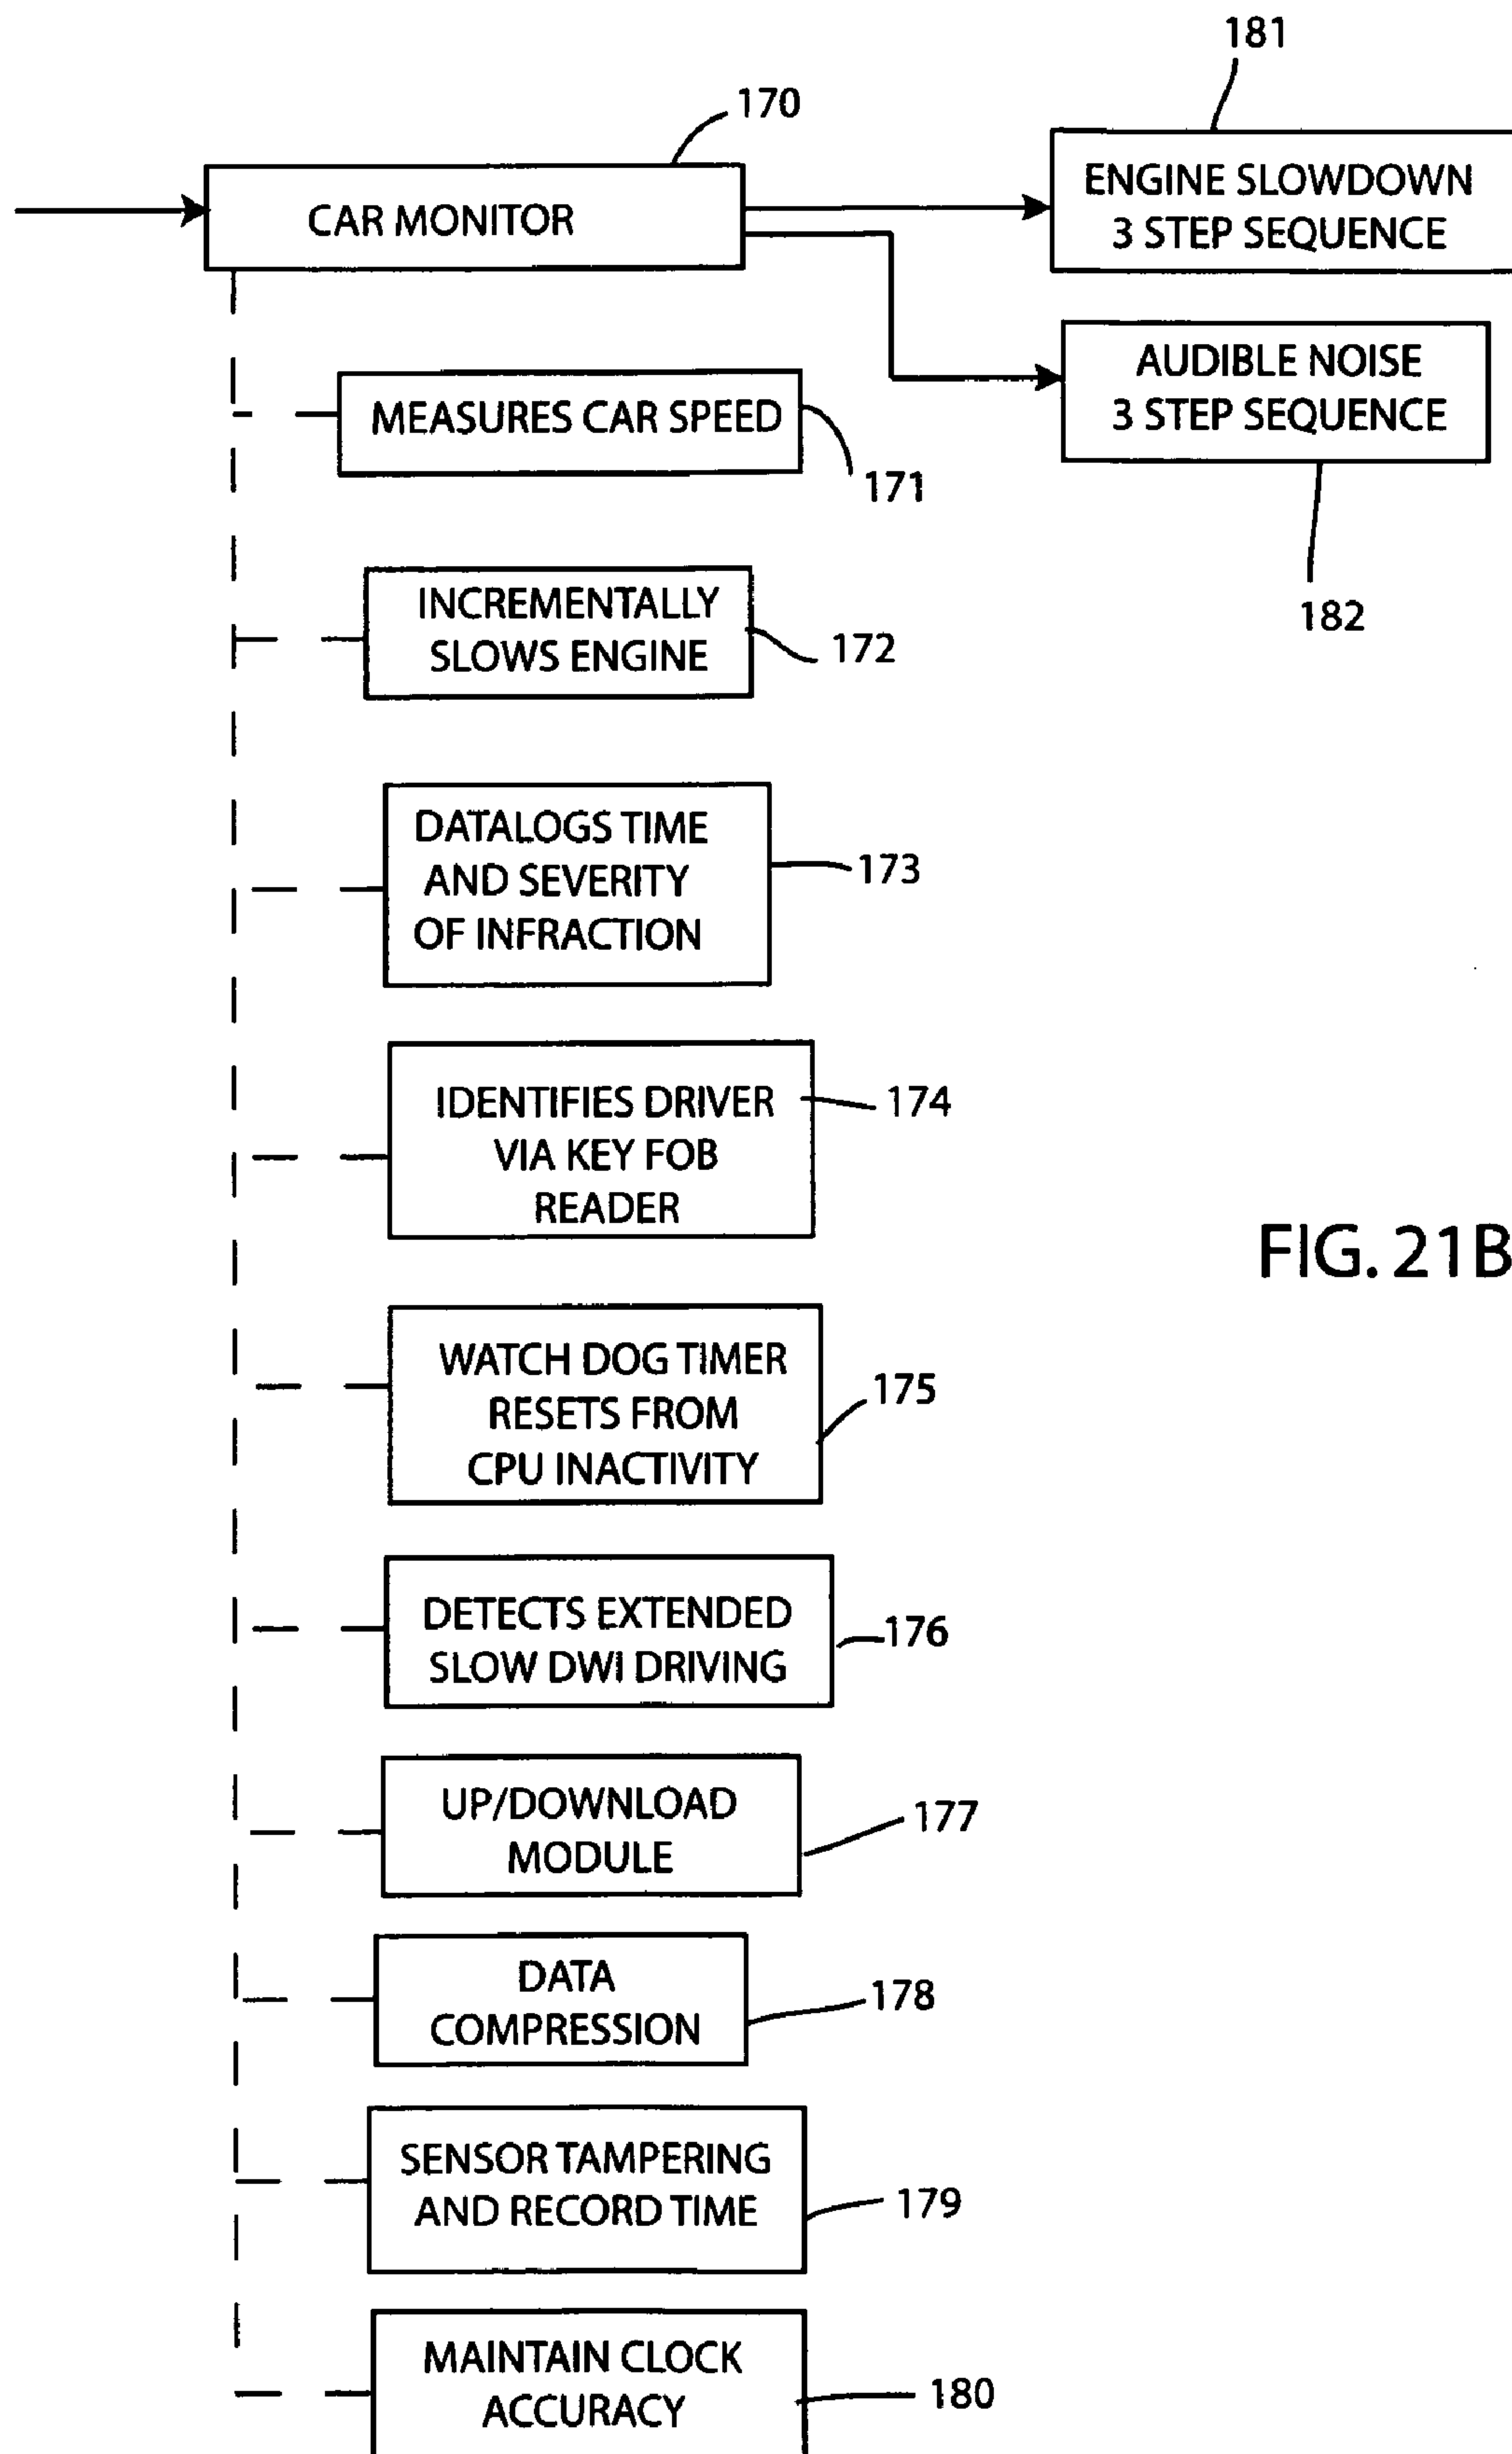 181
170
CAR MONITOR
ENGINE SLOWDOWN
3 STEP SEQUENCE
AUDIBLE NOISE
3 STEP SEQUENCE
182
MEASURES CAR SPEED
171
INCREMENTALLY
SLOWS ENGINE
172
DATALOGS TIME
AND SEVERITY
OF INFRACTION
173
IDENTIFIES DRIVER
VIA KEY FOB
READER
174
FIG. 21B
WATCH DOG TIMER
RESETS FROM
CPU INACTIVITY
175
DETECTS EXTENDED
SLOW DWI DRIVING
176
UP/DOWNLOAD
MODULE
177
DATA
COMPRESSION
178
SENSOR TAMPERING
AND RECORD TIME
179
MAINTAIN CLOCK
ACCURACY
180